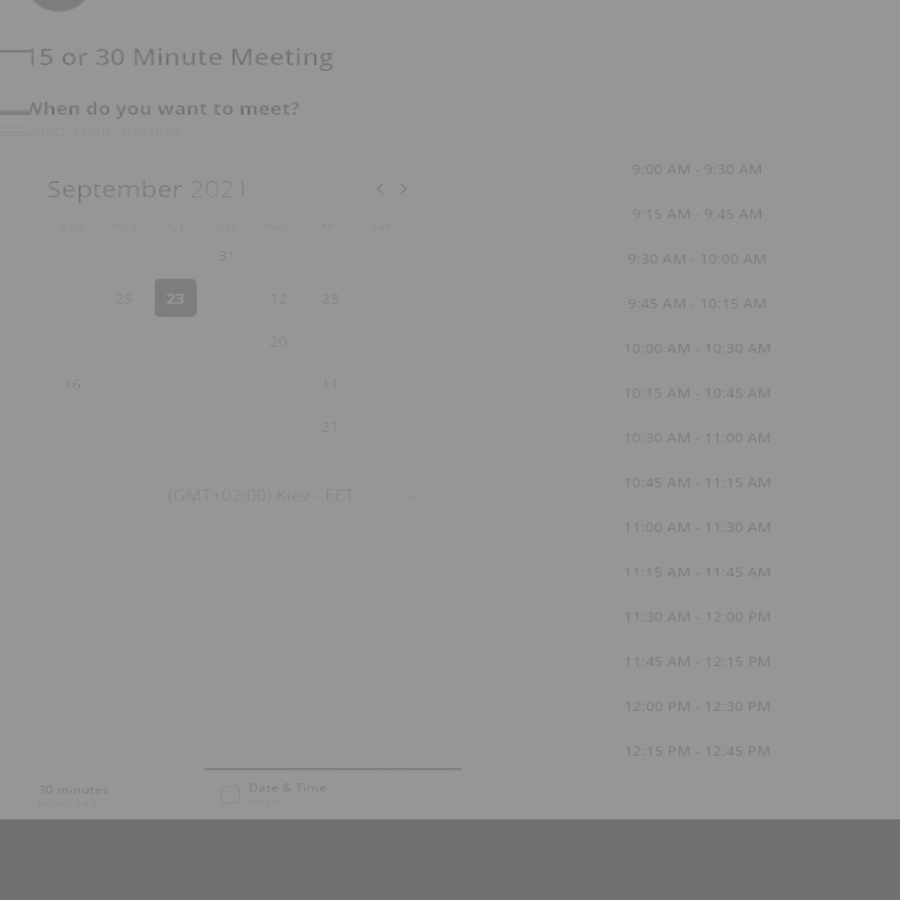 15 or 30 Minute Meeting
When do you want to meet?
Select a date and time
September 2021
SUN MON TUE WED THU FRI SAT
31
25 23 12 23
20
16 11
21
(GMT+02:00) Kiev - EET
9:00 AM - 9:30 AM
9:15 AM - 9:45 AM
9:30 AM - 10:00 AM
9:45 AM - 10:15 AM
10:00 AM - 10:30 AM
10:15 AM - 10:45 AM
10:30 AM - 11:00 AM
10:45 AM - 11:15 AM
11:00 AM - 11:30 AM
11:15 AM - 11:45 AM
11:30 AM - 12:00 PM
11:45 AM - 12:15 PM
12:00 PM - 12:30 PM
12:15 PM - 12:45 PM
30 minutes
HOW LONG
Date & Time
WHEN